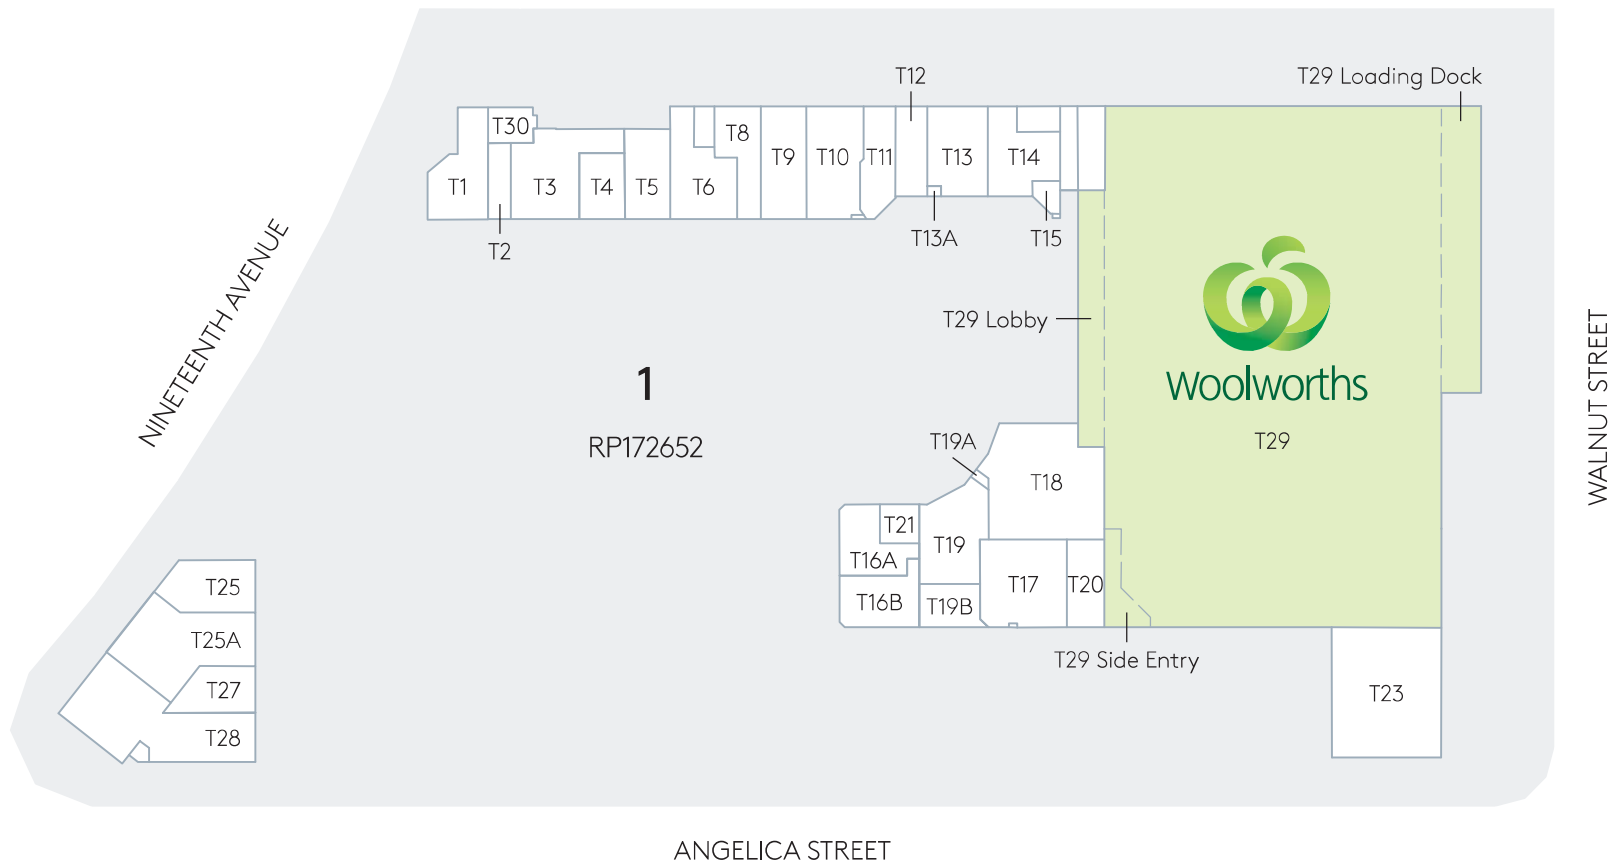 T12
T29 Loading Dock
T30
T8
T1
T3
T4
T5
T6
T9
T10
T11
T13
T14
T2
T13A
T15
NINETEENTH AVENUE
T29 Lobby
WALNUT STREET
1
Woolworths
RP172652
T19A
T29
T18
T21
T19
T16A
T17
T20
T25
T16B
T19B
T25A
T29 Side Entry
T27
T23
T28
ANGELICA STREET